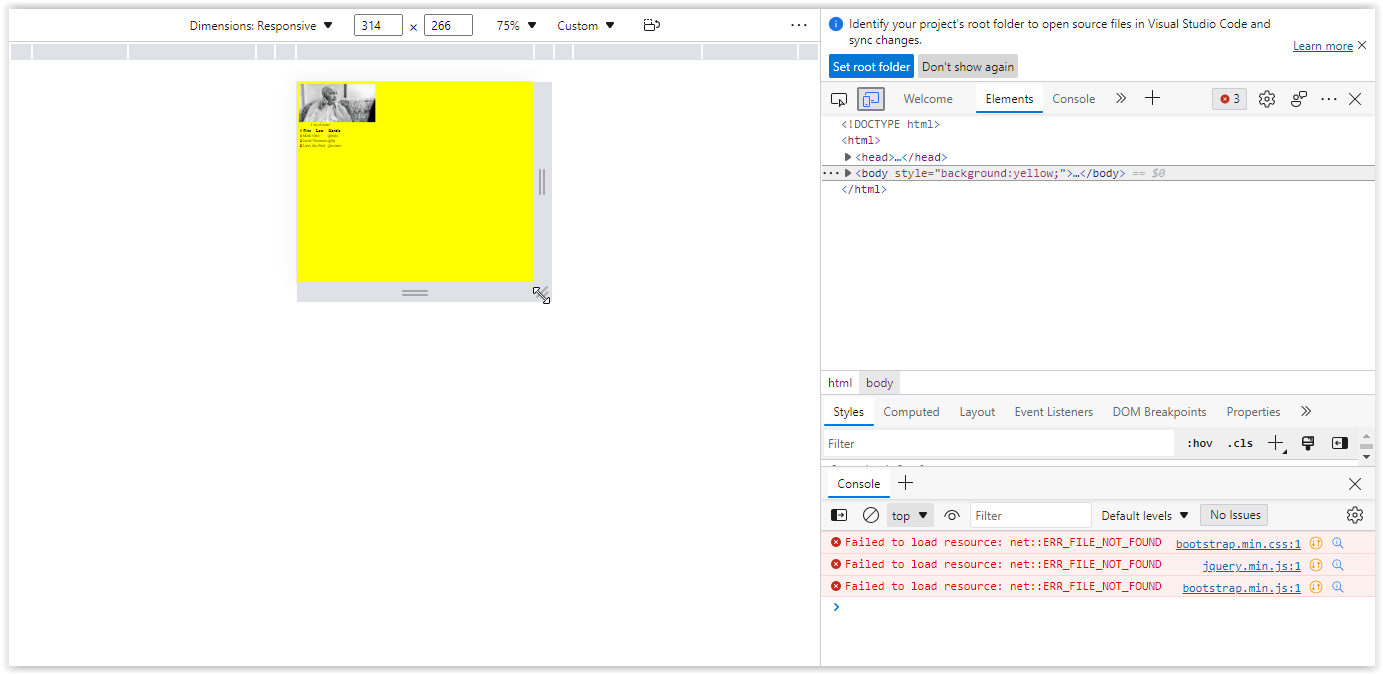 Dimensions: Responsive 314 × 266 75% Custom
Identify your project's root folder to open source files in Visual Studio Code and
sync changes.
Learn more
Set root folder Don't show again
Welcome Elements Console 3
<!DOCTYPE html>
<html>
<head>…</head>
<body style="background:yellow;">…</body> == $0
</html>
html body
Styles Computed Layout Event Listeners DOM Breakpoints Properties
Filter :hov .cls
Console
top Filter Default levels No Issues
Failed to load resource: net::ERR_FILE_NOT_FOUND bootstrap.min.css:1
Failed to load resource: net::ERR_FILE_NOT_FOUND jquery.min.js:1
Failed to load resource: net::ERR_FILE_NOT_FOUND bootstrap.min.js:1